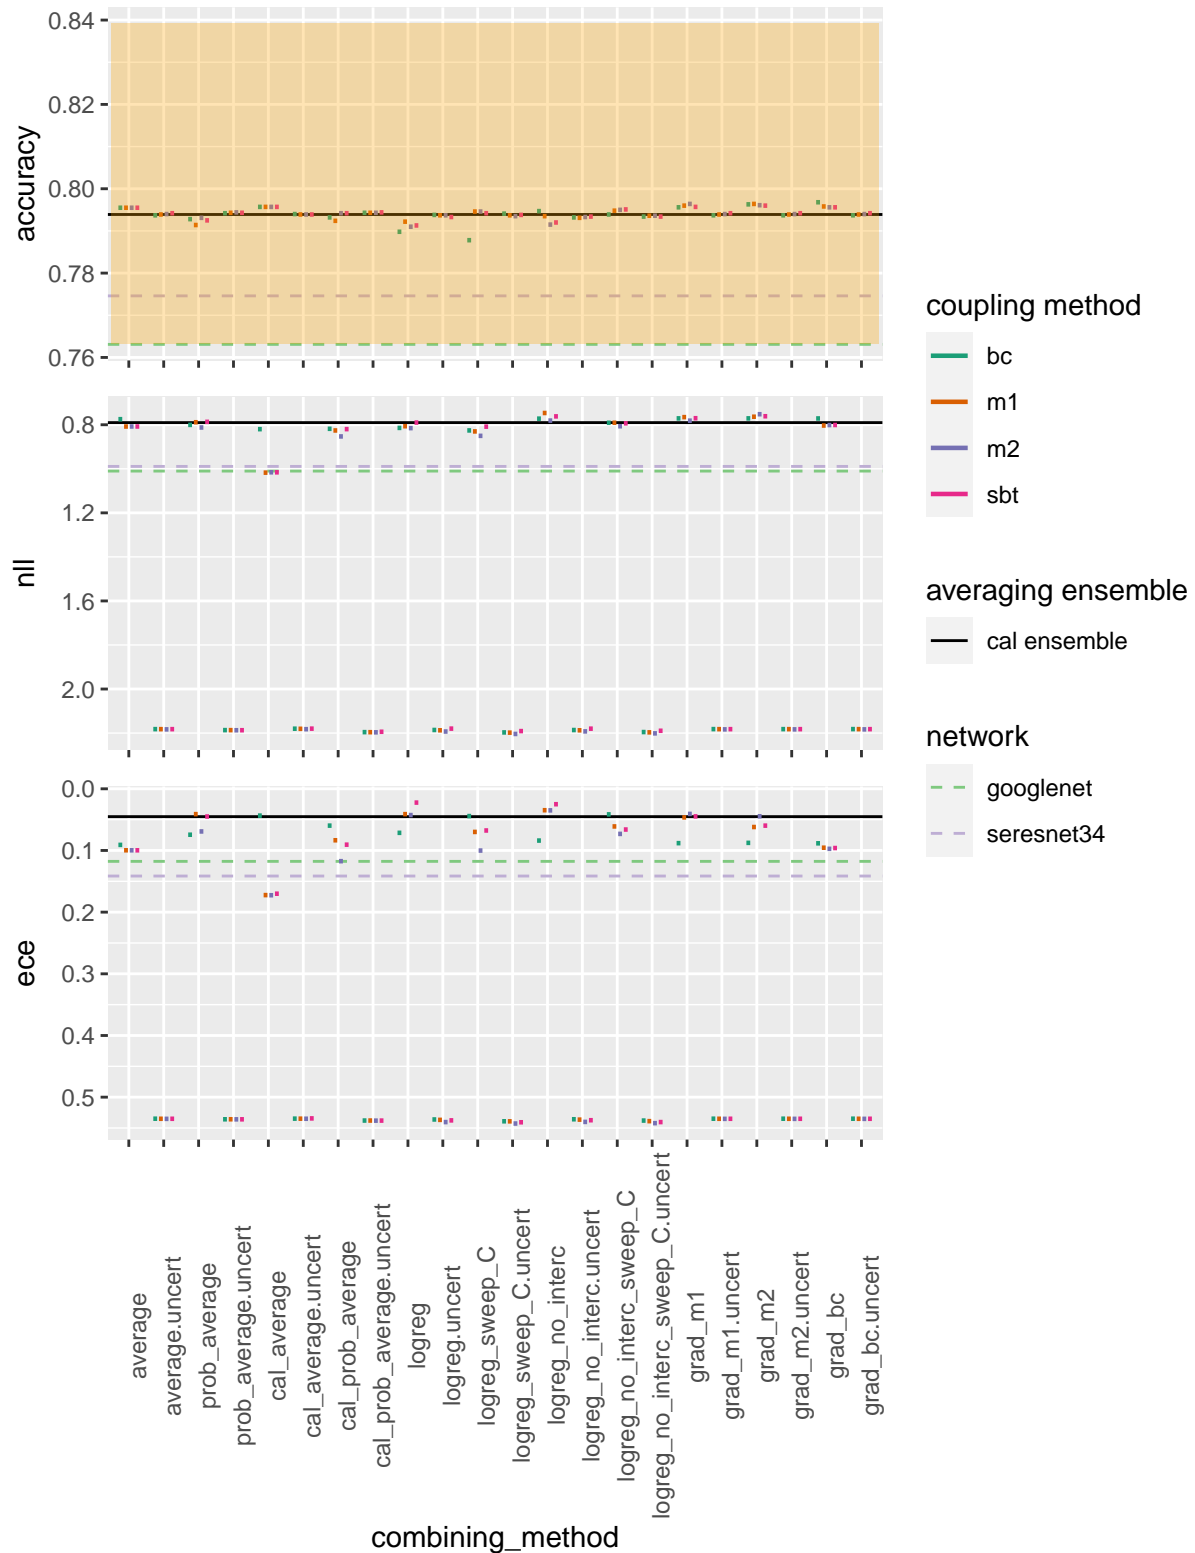 accuracy
0.84
0.82
0.80
0.78
0.76
nll
0.8
1.2
1.6
2.0
ece
0.0
0.1
0.2
0.3
0.4
0.5
average
average.uncert
prob_average
prob_average.uncert
cal_average
cal_average.uncert
cal_prob_average
cal_prob_average.uncert
logreg
logreg.uncert
logreg_sweep_C
logreg_sweep_C.uncert
logreg_no_interc
logreg_no_interc.uncert
logreg_no_interc_sweep_C
logreg_no_interc_sweep_C.uncert
grad_m1
grad_m1.uncert
grad_m2
grad_m2.uncert
grad_bc
grad_bc.uncert
combining_method
coupling method
bc
m1
m2
sbt
averaging ensemble
cal ensemble
network
googlenet
seresnet34